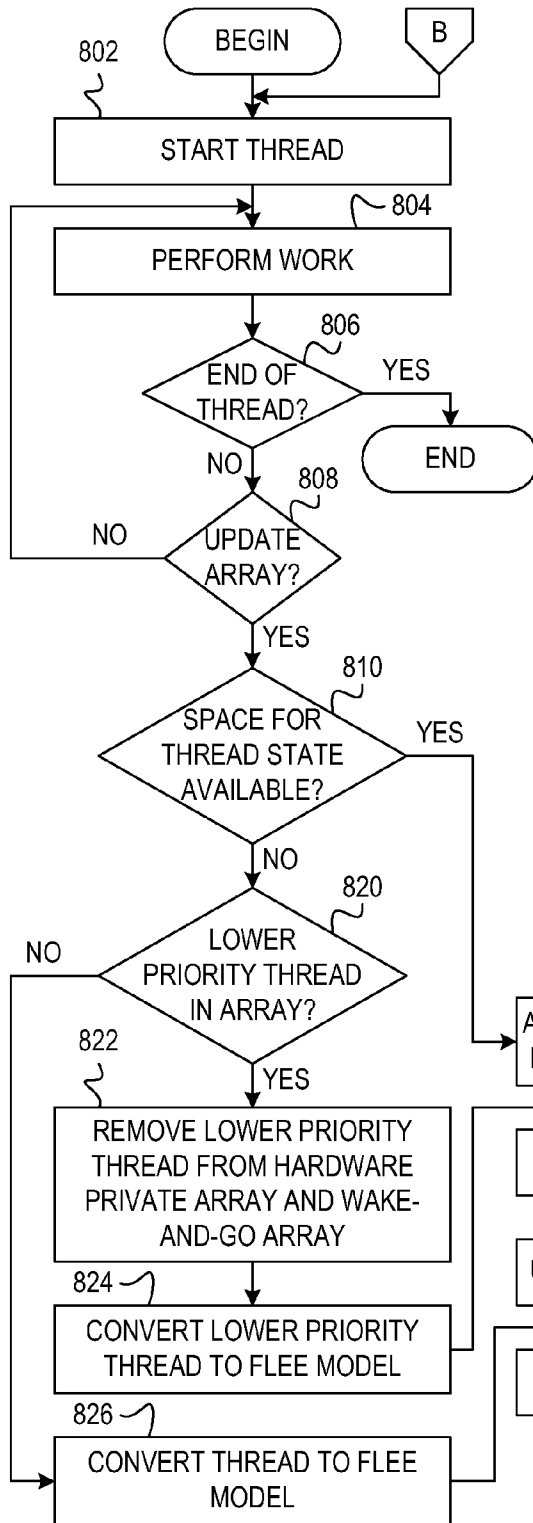 BEGIN
B
802
START THREAD
804
PERFORM WORK
806
END OF
THREAD?
YES
END
NO
808
NO
UPDATE
ARRAY?
YES
810
SPACE FOR
THREAD STATE
AVAILABLE?
YES
NO
820
NO
LOWER
PRIORITY THREAD
IN ARRAY?
YES
822
REMOVE LOWER PRIORITY
THREAD FROM HARDWARE
PRIVATE ARRAY AND WAKE-
AND-GO ARRAY
824
CONVERT LOWER PRIORITY
THREAD TO FLEE MODEL
826
CONVERT THREAD TO FLEE
MODEL